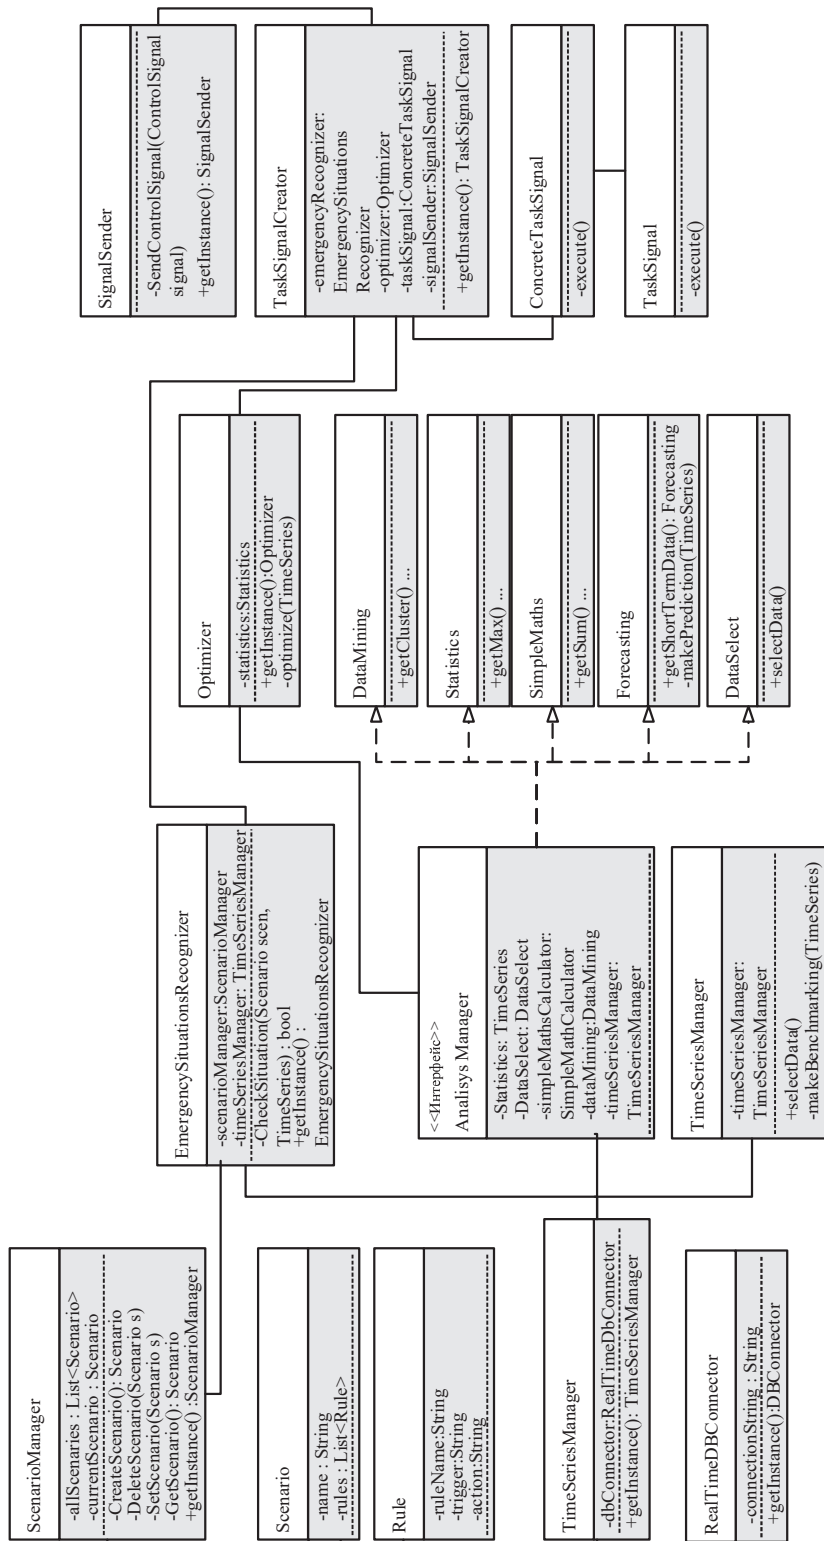 SignalSender
-SendControlSignal(ControlSignal
signal)
+getInstance(): SignalSender
TaskSignalCreator
-emergencyRecognizer:
EmergencySituations
Recognizer
-optimizer:Optimizer
-taskSignal:ConcreteTaskSignal
-signalSender:SignalSender
+getInstance(): TaskSignalCreator
ConcreteTaskSignal
-execute()
TaskSignal
-execute()
Optimizer
-statistics:Statistics
+getInstance():Optimizer
-optimize(TimeSeries)
DataMining
+getCluster() ...
Statistics
+getMax() ...
SimpleMaths
+getSum() ...
Forecasting
+getShortTermData(): Forecasting
-makePrediction(TimeSeries)
DataSelect
+selectData()
EmergencySituationsRecognizer
-scenarioManager:ScenarioManager
-timeSeriesManager: TimeSeriesManager
-CheckSituation(Scenario scen,
TimeSeries) : bool
+getInstance() :
EmergencySituationsRecognizer
<<Интерфейс>>
Analisys Manager
-Statistics: TimeSeries
-DataSelect: DataSelect
-simpleMathsCalculator:
SimpleMathCalculator
-dataMining:DataMining
-timeSeriesManager:
TimeSeriesManager
TimeSeriesManager
-timeSeriesManager:
TimeSeriesManager
+selectData()
-makeBenchmarking(TimeSeries)
ScenarioManager
-allScenaries : List<Scenario>
-currentScenario : Scenario
-CreateScenario(): Scenario
-DeleteScenario(Scenario s)
-SetScenario(Scenario s)
-GetScenario(): Scenario
+getInstance() :ScenarioManager
Scenario
-name : String
-rules : List<Rule>
Rule
-ruleName:String
-trigger:String
-action:String
TimeSeriesManager
-dbConnector:RealTimeDbConnector
+getInstance(): TimeSeriesManager
RealTimeDBConnector
-connectionString : String
+getInstance():DBConnector